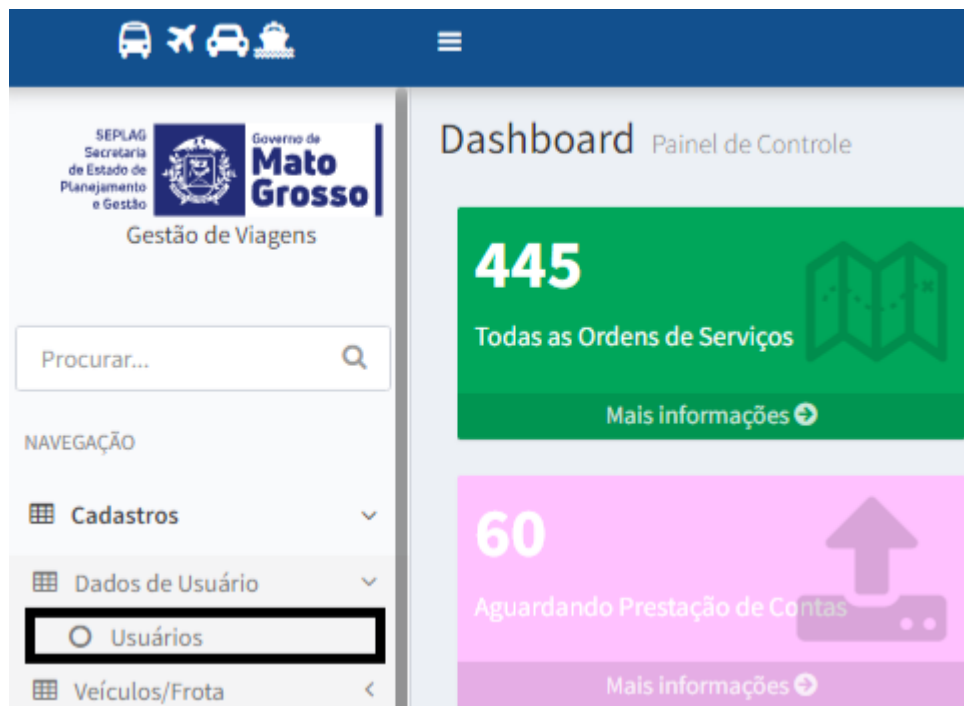 SEPLAG
Secretaria
de Estado de
Planejamento
e Gestão
Governo de
Mato
Grosso
Gestão de Viagens
Procurar...
NAVEGAÇÃO
Cadastros
Dados de Usuário
Usuários
Veículos/Frota
Dashboard Painel de Controle
445
Todas as Ordens de Serviços
Mais informações
60
Aguardando Prestação de Contas
Mais informações